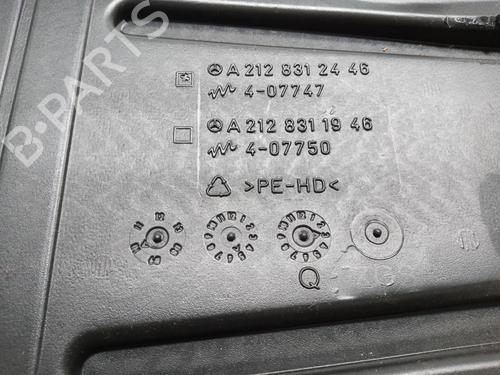 A 212 831 24 46
4-07747
A 212 831 19 46
4-07750
>PE-HD<
Q
B-PARTS